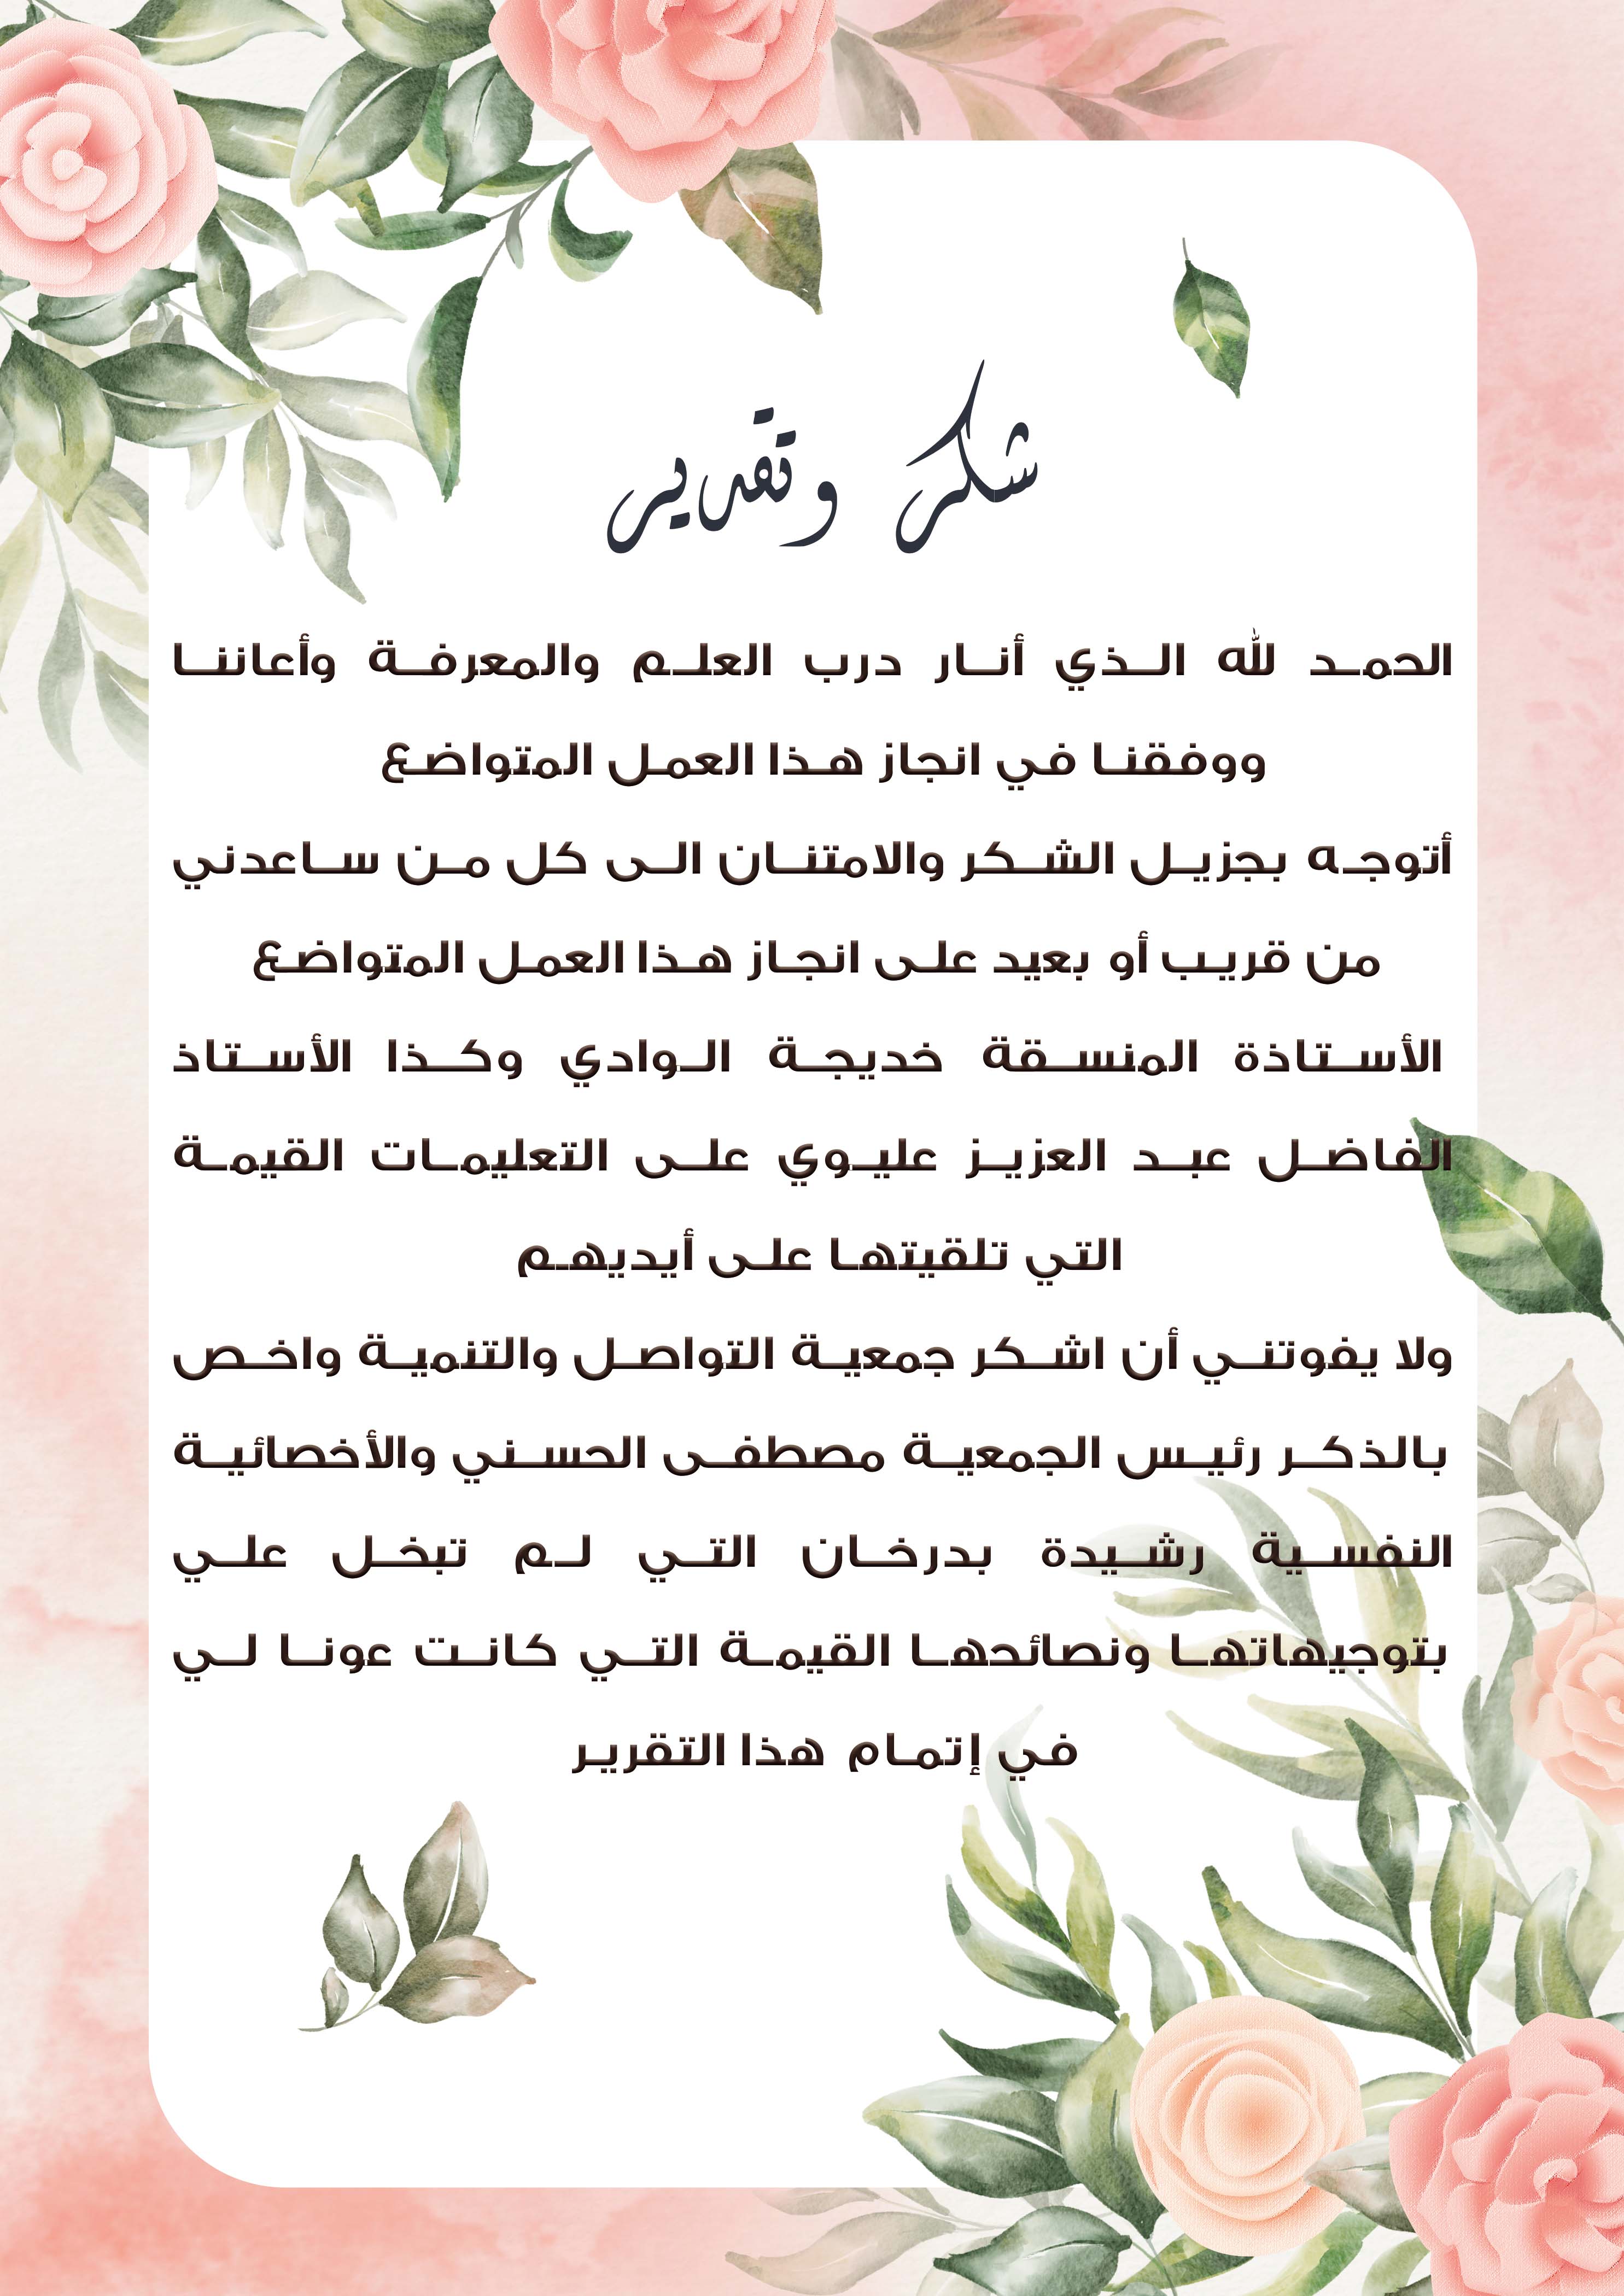 شكر وتقدير
الحمد لله الذي أنار درب العلم والمعرفة وأعاننا
ووفقنا في انجاز هذا العمل المتواضع
أتوجه بجزيل الشكر والامتنان الى كل من ساعدني
من قريب أو بعيد على انجاز هذا العمل المتواضع
الأستاذة المنسقة خديجة الوادي وكذا الأستاذ
الفاضل عبد العزيز عليوي على التعليمات القيمة
التي تلقيتها على أيديهم
ولا يفوتني أن اشكر جمعية التواصل والتنمية واخص
بالذكر رئيس الجمعية مصطفى الحسني والأخصائية
النفسية رشيدة بدرخان التي لم تبخل علي
بتوجيهاتها ونصائحها القيمة التي كانت عونا لي
في إتمام هذا التقرير